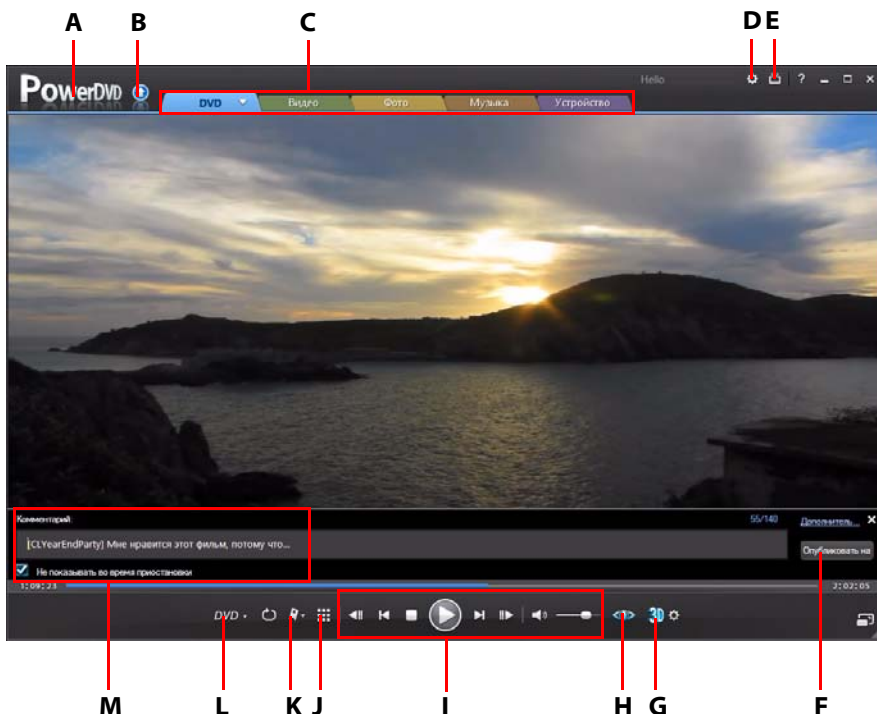 A B C D E
PowerDVD
Hello ?
DVD Видео Фото Музыка Устройство
Комментарий: 55/140 Дополнитель...
[CLYearEndParty] Мне нравится этот фильм, потому что...
Опубликовать на
Не показывать во время приостановки
1:09:23 2:02:05
DVD 3D
M L K J I H G F